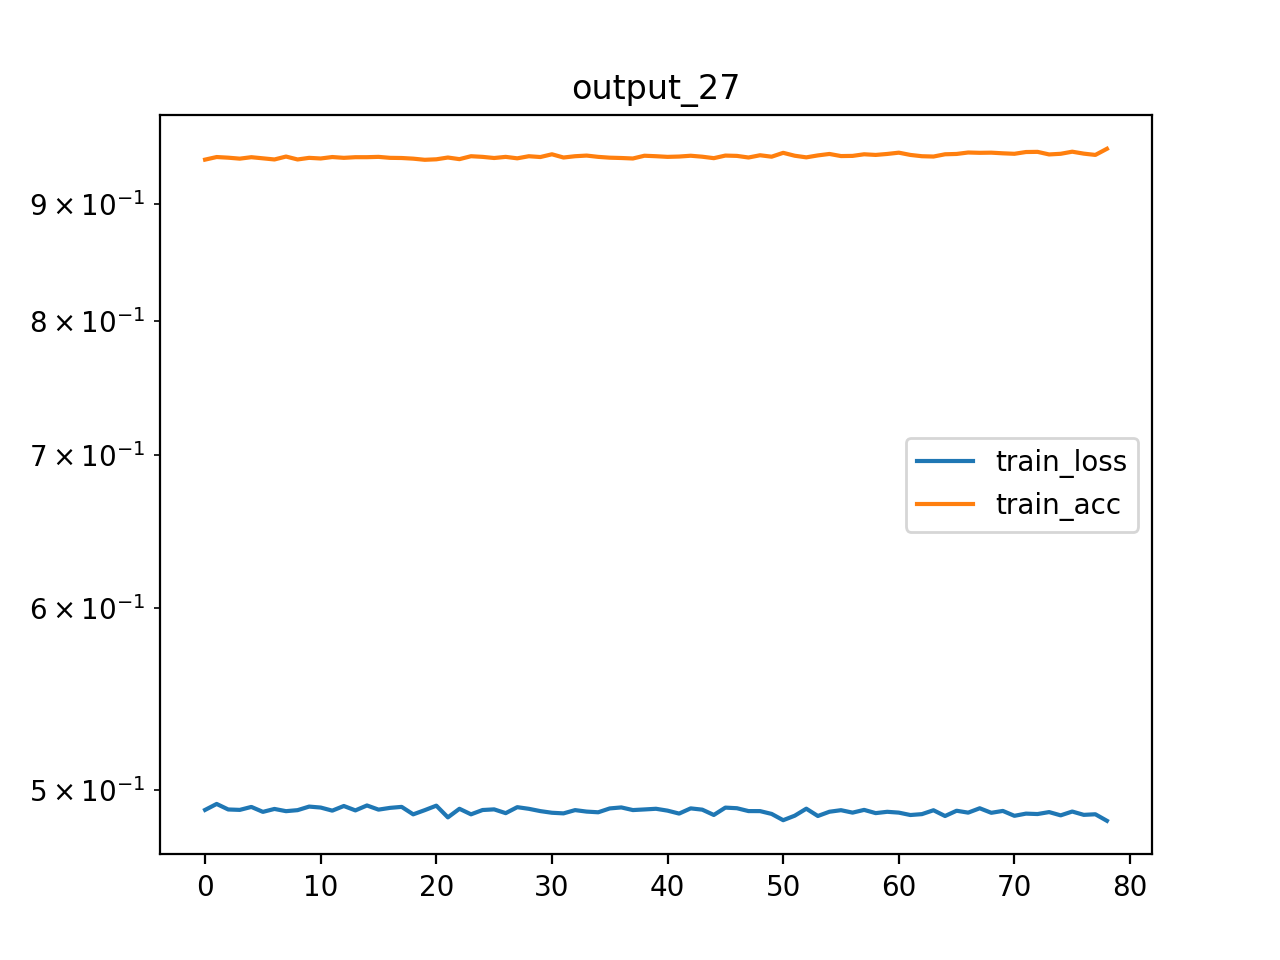 output_27
9 × 10⁻¹
8 × 10⁻¹
7 × 10⁻¹
6 × 10⁻¹
5 × 10⁻¹
train_loss
train_acc
0 10 20 30 40 50 60 70 80